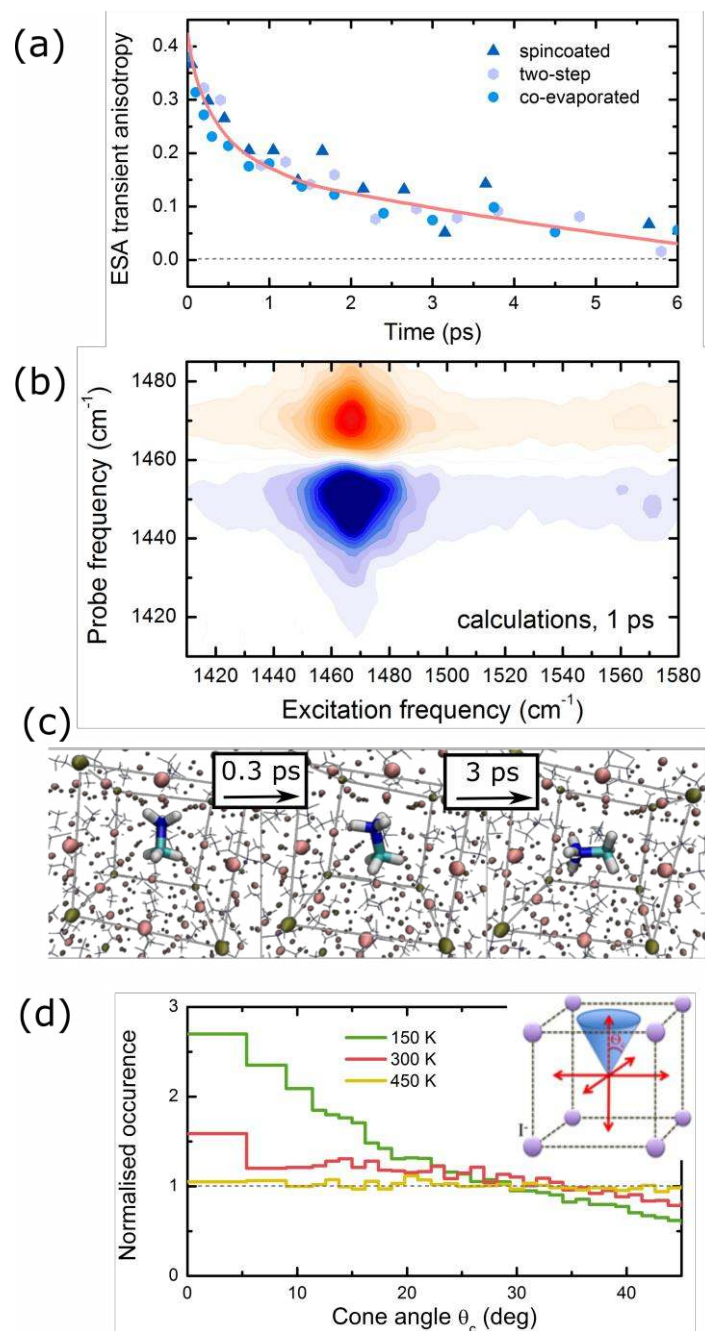 (a)
ESA transient anisotropy
0.4
0.3
0.2
0.1
0.0
spincoated
two-step
co-evaporated
0 1 2 3 4 5 6
Time (ps)
(b)
Probe frequency (cm⁻¹)
1480
1460
1440
1420
calculations, 1 ps
1420 1440 1460 1480 1500 1520 1540 1560 1580
Excitation frequency (cm⁻¹)
(c)
0.3 ps
3 ps
(d)
Normalised occurence
3
2
1
0
150 K
300 K
450 K
θ
I⁻
0 10 20 30 40
Cone angle θc (deg)